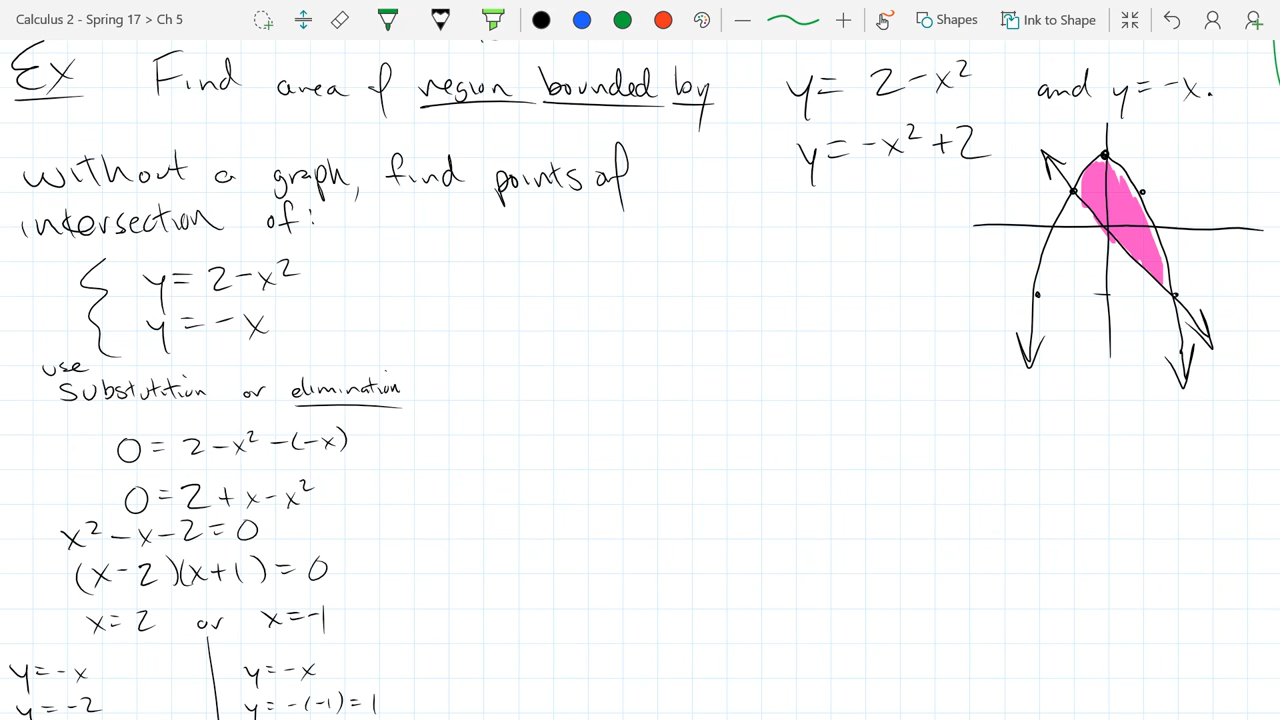 Calculus 2 - Spring 17 > Ch 5
Shapes
Ink to Shape
Ex Find area of region bounded by y = 2 - x² and y = -x.
y = -x² + 2
Without a graph, find points of
intersection of:
y = 2 - x²
y = -x
use
Substitution or elimination
0 = 2 - x² - (-x)
0 = 2 + x - x²
x² - x - 2 = 0
(x - 2)(x + 1) = 0
x = 2 or x = -1
y = -x y = -x
y = -2 y = -(-1) = 1